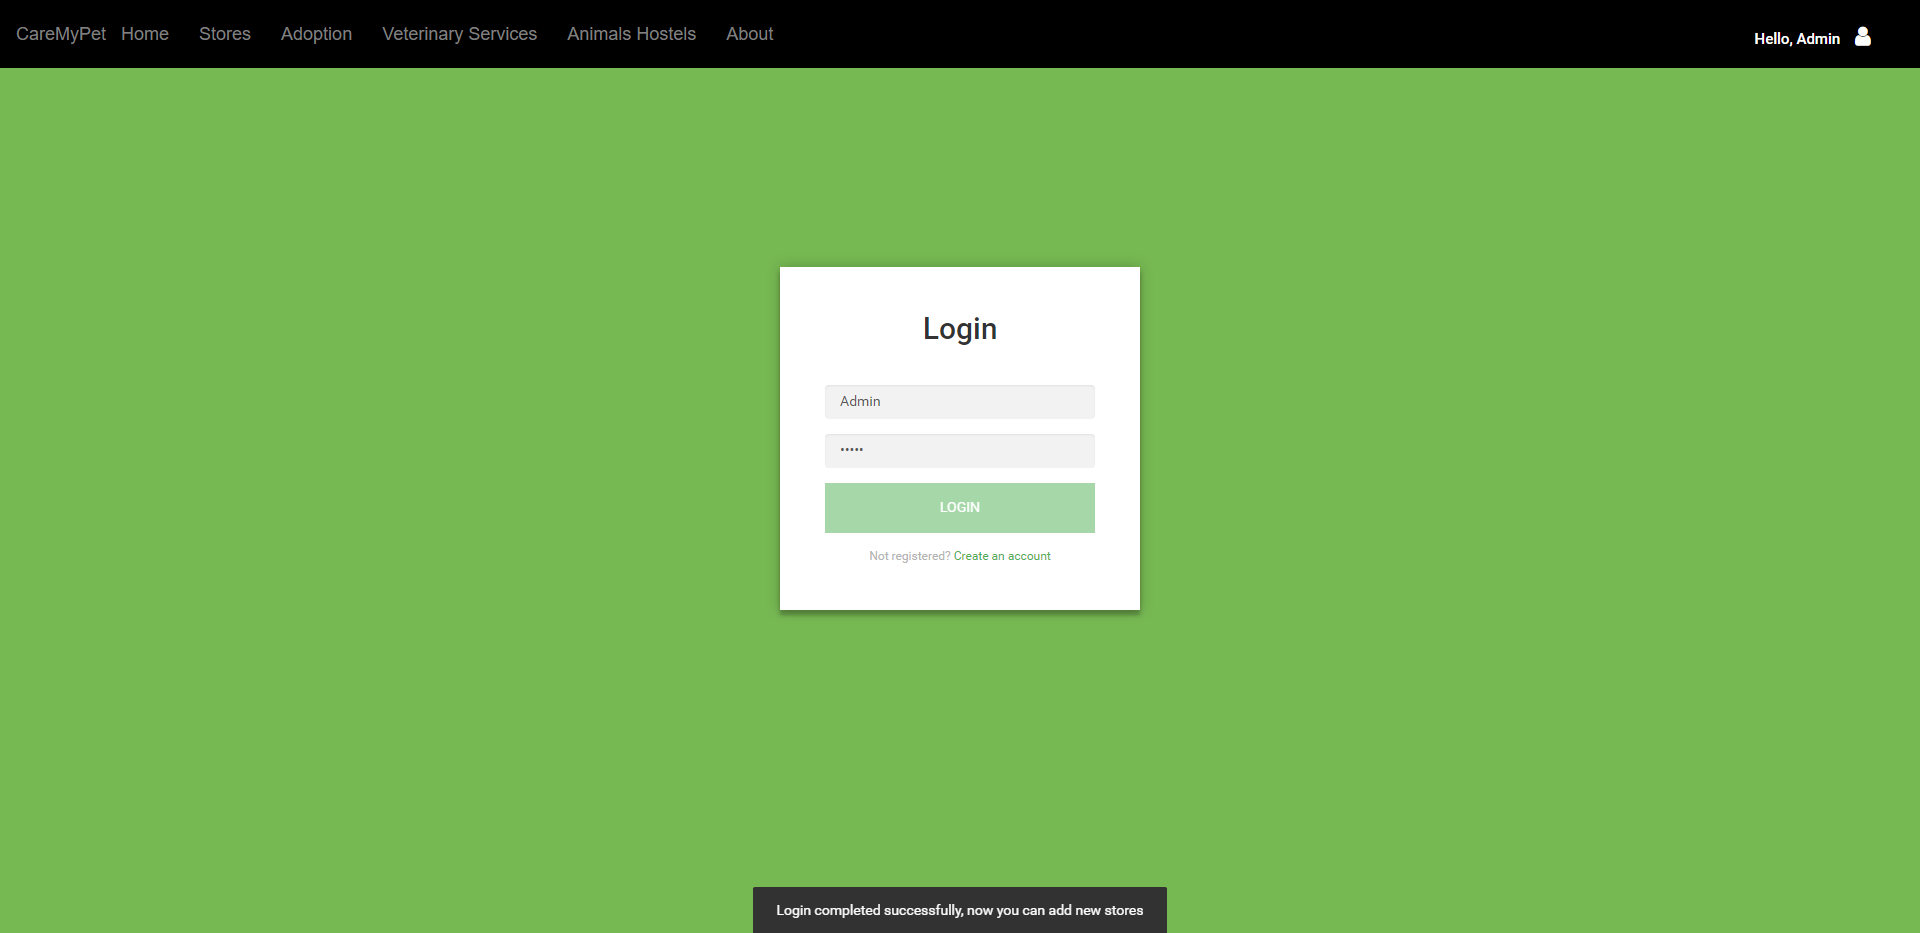 CareMyPet Home Stores Adoption Veterinary Services Animals Hostels About Hello, Admin
Login
Admin
•••••
LOGIN
Not registered? Create an account
Login completed successfully, now you can add new stores